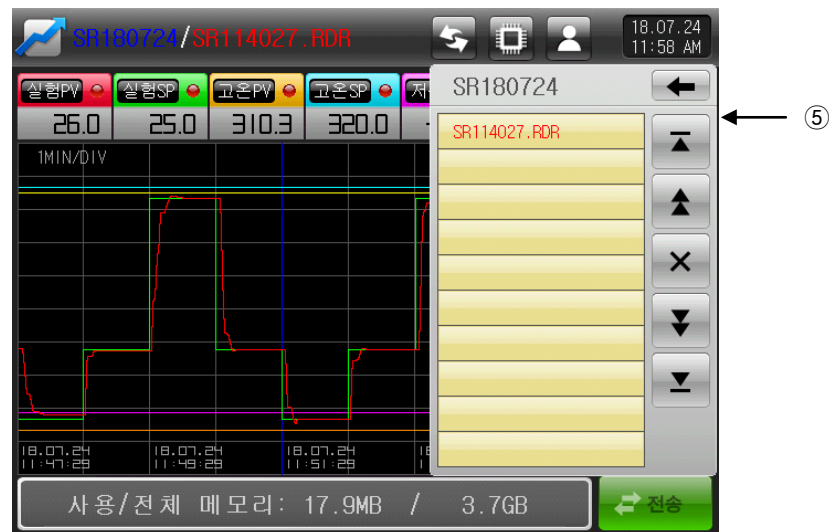 SR180724/SR114027.RDR
18.07.24
11:58 AM
실험PV 실험SP 고온PV 고온SP 저
26.0 25.0 310.3 320.0 -
1MIN/DIV
SR180724
SR114027.RDR
⑤
18.07.24 18.07.24 18.07.24 18
11:47:29 11:49:29 11:51:29 1
사용/전체 메모리: 17.9MB / 3.7GB
전송